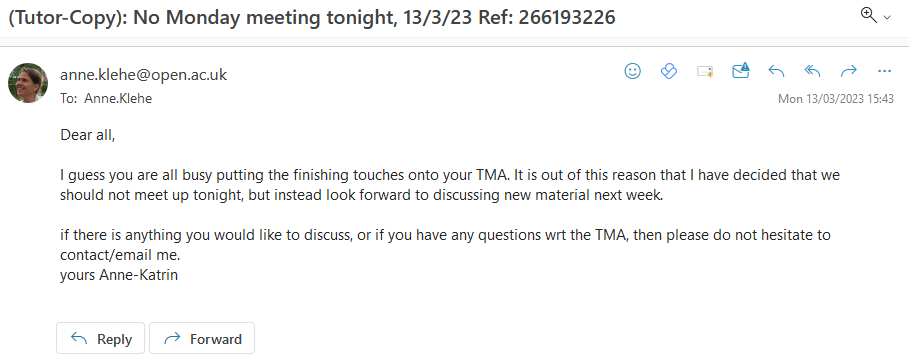 (Tutor-Copy): No Monday meeting tonight, 13/3/23 Ref: 266193226
anne.klehe@open.ac.uk
To: Anne.Klehe
Mon 13/03/2023 15:43
Dear all,
I guess you are all busy putting the finishing touches onto your TMA. It is out of this reason that I have decided that we
should not meet up tonight, but instead look forward to discussing new material next week.
if there is anything you would like to discuss, or if you have any questions wrt the TMA, then please do not hesitate to
contact/email me.
yours Anne-Katrin
Reply
Forward